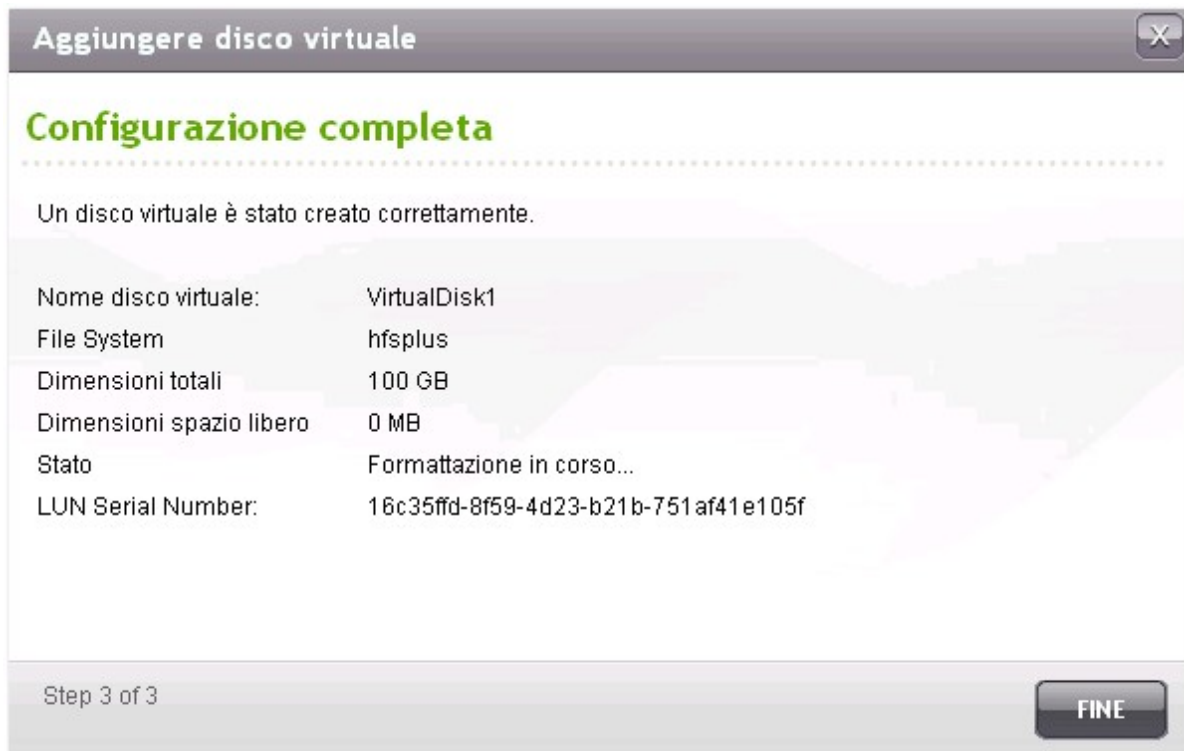 Aggiungere disco virtuale
X
Configurazione completa
Un disco virtuale è stato creato correttamente.
Nome disco virtuale: VirtualDisk1
File System hfsplus
Dimensioni totali 100 GB
Dimensioni spazio libero 0 MB
Stato Formattazione in corso...
LUN Serial Number: 16c35ffd-8f59-4d23-b21b-751af41e105f
Step 3 of 3
FINE